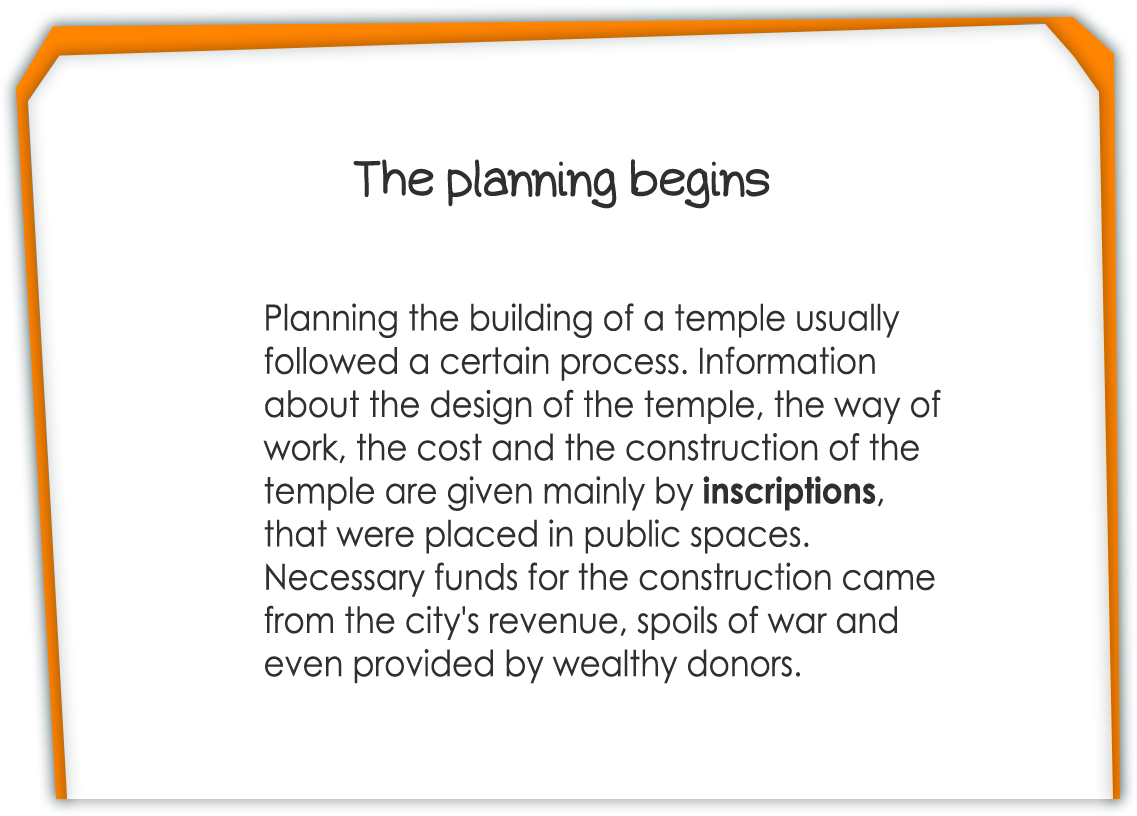 The planning begins
Planning the building of a temple usually
followed a certain process. Information
about the design of the temple, the way of
work, the cost and the construction of the
temple are given mainly by inscriptions,
that were placed in public spaces.
Necessary funds for the construction came
from the city's revenue, spoils of war and
even provided by wealthy donors.